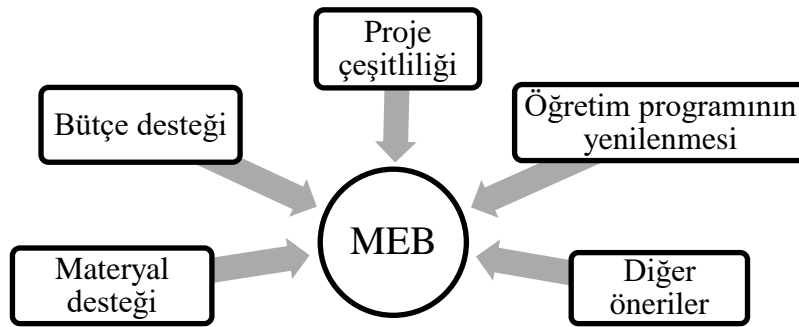 Proje
çeşitliliği
Bütçe desteği
Öğretim programının
yenilenmesi
MEB
Materyal
desteği
Diğer
öneriler